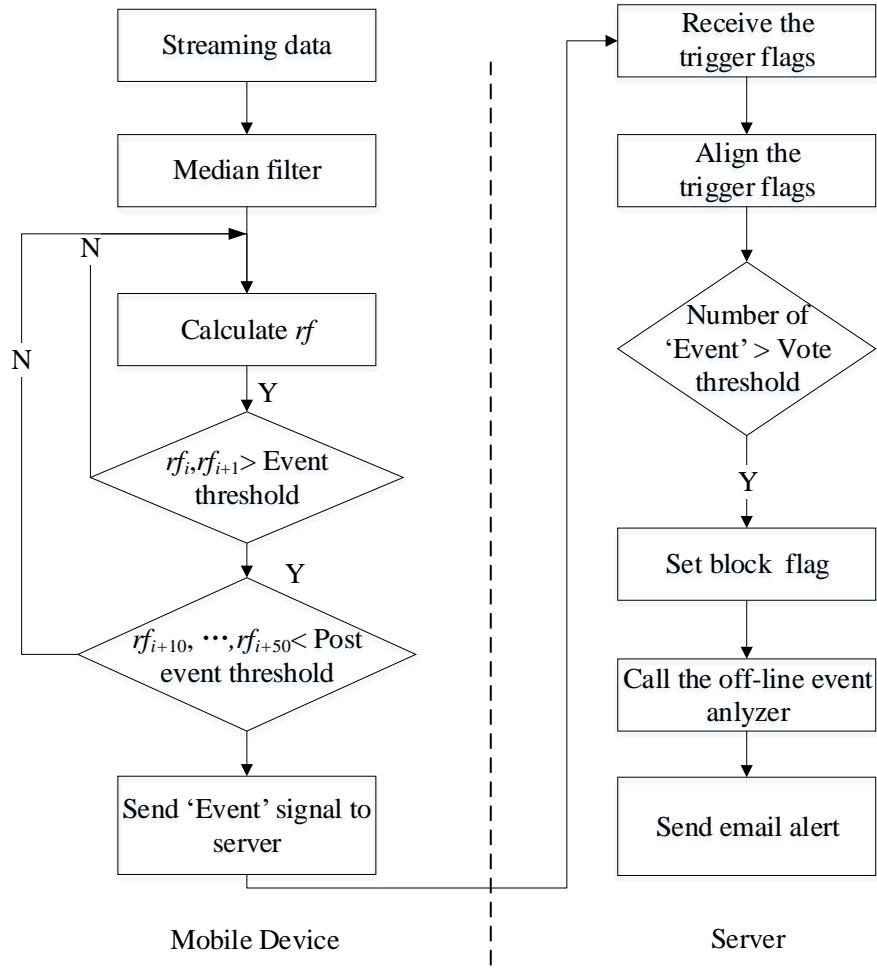 Streaming data
Median filter
N
N
Calculate rf
Y
rfi,rfi+1> Event
threshold
Y
rfi+10, ···,rfi+50< Post
event threshold
Send ‘Event’ signal to
server
Mobile Device
Receive the
trigger flags
Align the
trigger flags
Number of
‘Event’ > Vote
threshold
Y
Set block flag
Call the off-line event
anlyzer
Send email alert
Server